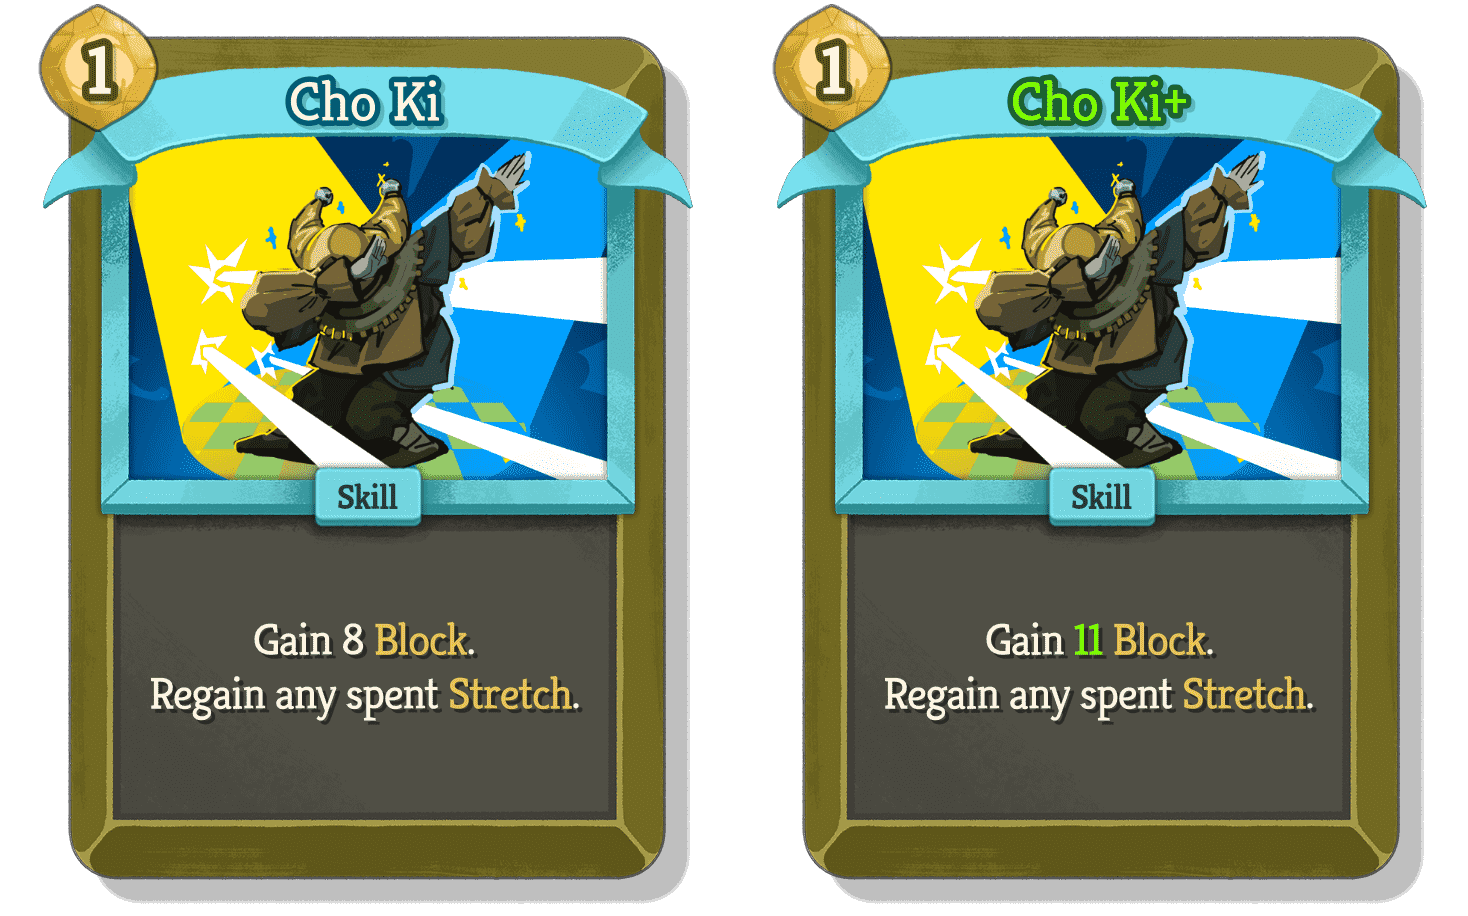 1
Cho Ki
Skill
Gain 8 Block.
Regain any spent Stretch.
1
Cho Ki+
Skill
Gain 11 Block.
Regain any spent Stretch.